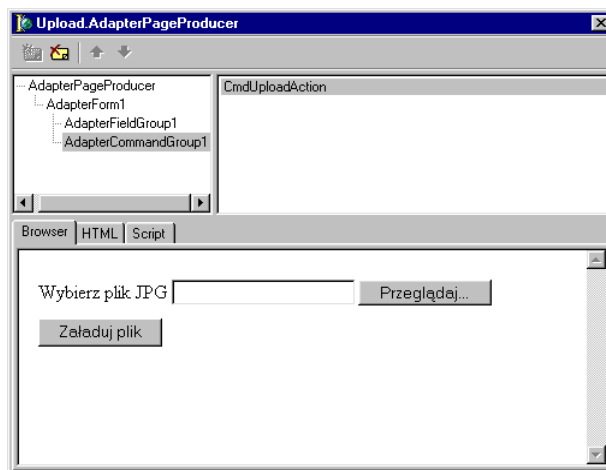 Upload.AdapterPageProducer
AdapterPageProducer
AdapterForm1
AdapterFieldGroup1
AdapterCommandGroup1
CmdUploadAction
Browser HTML Script
Wybierz plik JPG Przeglądaj...
Załaduj plik